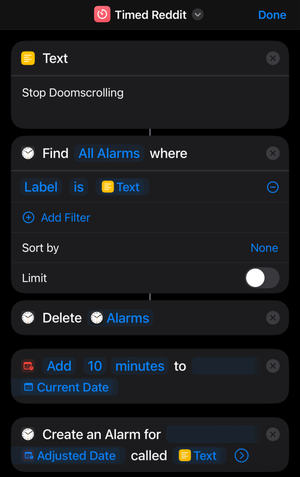 Timed Reddit
Done
Text
Stop Doomscrolling
Find All Alarms where
Label is Text
Add Filter
Sort by None
Limit
Delete Alarms
Add 10 minutes to
Current Date
Create an Alarm for
Adjusted Date called Text